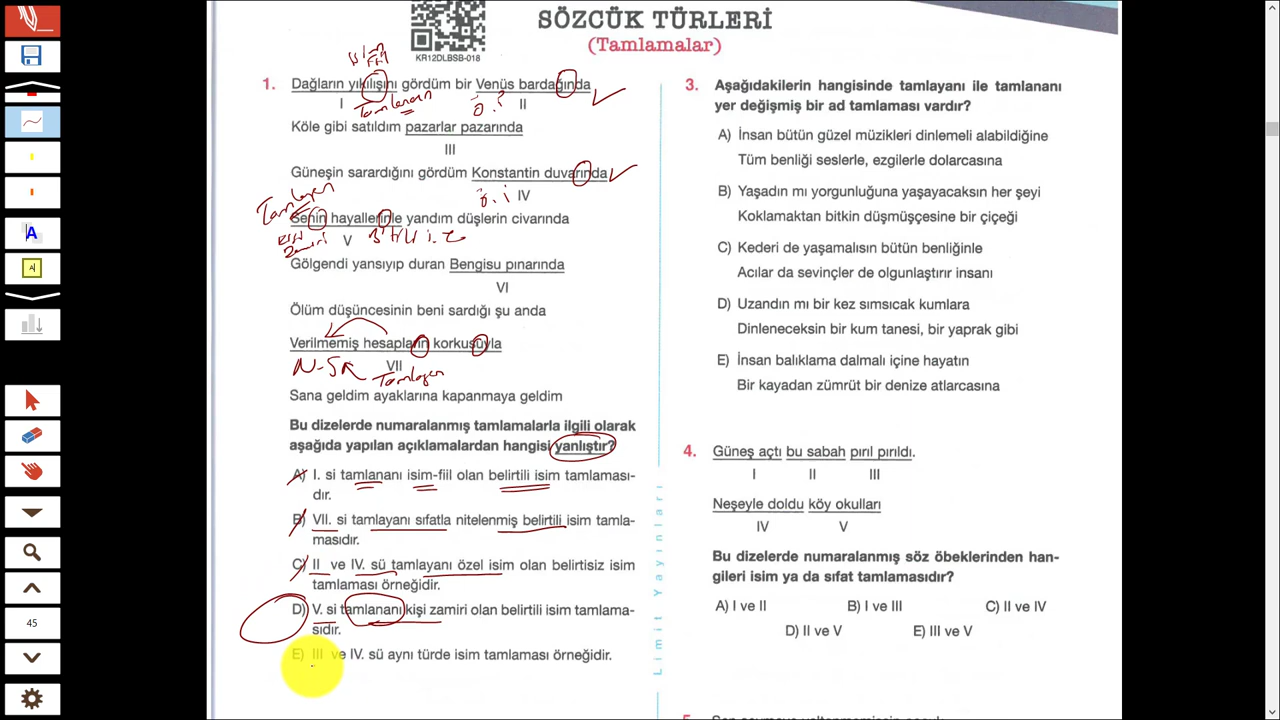 KR12DLBSB-018
SÖZCÜK TÜRLERİ
(Tamlamalar)
1. Dağların yıkılışını gördüm bir Venüs bardağında
I II
Tamlanan ö. i
Köle gibi satıldım pazarlar pazarında
III
Güneşin sarardığını gördüm Konstantin duvarında
IV
ö. i
Tamlayan
Senin hayallerinle yandım düşlerin civarında
V
Gölgendi yansıyıp duran Bengisu pınarında
VI
Ölüm düşüncesinin beni sardığı şu anda
Verilmemiş hesapların korkusuyla
VII
Tamlayan
Sana geldim ayaklarına kapanmaya geldim
Bu dizelerde numaralanmış tamlamalarla ilgili olarak
aşağıda yapılan açıklamalardan hangisi yanlıştır?
A) I. si tamlananı isim-fiil olan belirtili isim tamlaması-
dır.
B) VII. si tamlayanı sıfatla nitelenmiş belirtili isim tamla-
masıdır.
C) II ve IV. sü tamlayanı özel isim olan belirtisiz isim
tamlaması örneğidir.
D) V. si tamlananı kişi zamiri olan belirtili isim tamlama-
sıdır.
E) III ve IV. sü aynı türde isim tamlaması örneğidir.
Limit Yayınları
3. Aşağıdakilerin hangisinde tamlayanı ile tamlananı
yer değişmiş bir ad tamlaması vardır?
A) İnsan bütün güzel müzikleri dinlemeli alabildiğine
Tüm benliği seslerle, ezgilerle dolarcasına
B) Yaşadın mı yorgunluğuna yaşayacaksın her şeyi
Koklamaktan bitkin düşmüşçesine bir çiçeği
C) Kederi de yaşamalısın bütün benliğinle
Acılar da sevinçler de olgunlaştırır insanı
D) Uzandın mı bir kez sımsıcak kumlara
Dinleneceksin bir kum tanesi, bir yaprak gibi
E) İnsan balıklama dalmalı içine hayatın
Bir kayadan zümrüt bir denize atlarcasına
4. Güneş açtı bu sabah pırıl pırıldı.
I II III
Neşeyle doldu köy okulları
IV V
Bu dizelerde numaralanmış söz öbeklerinden han-
gileri isim ya da sıfat tamlamasıdır?
A) I ve II B) I ve III C) II ve IV
D) II ve V E) III ve V
A
A
45